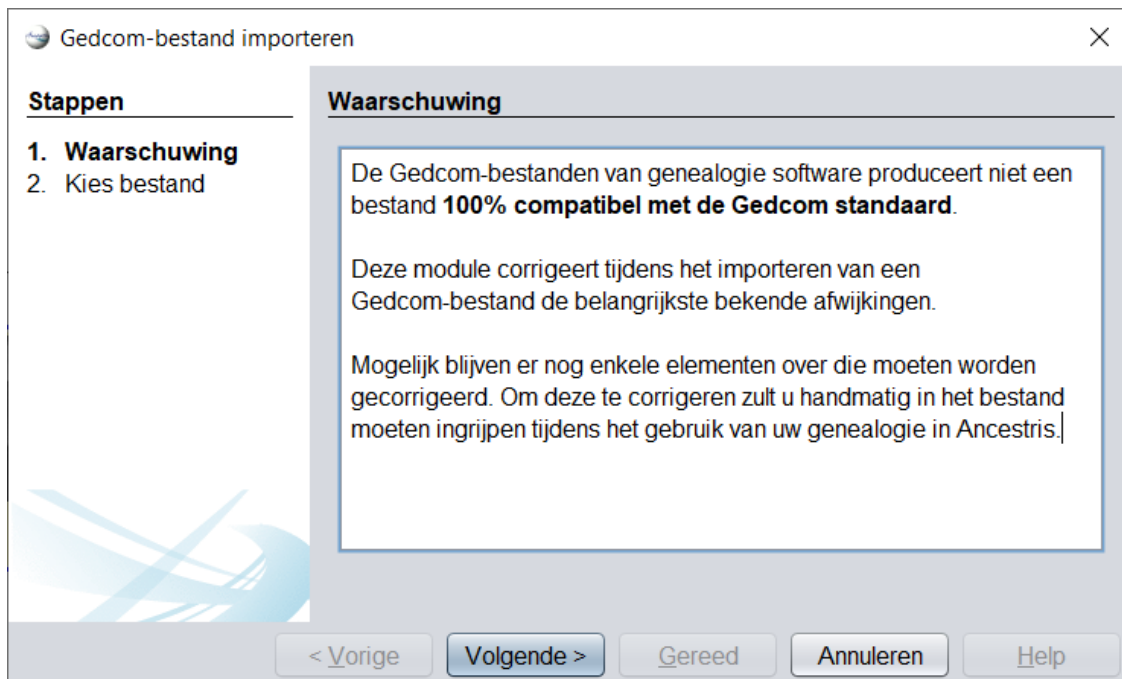 Gedcom-bestand importeren
Stappen
1. Waarschuwing
2. Kies bestand
Waarschuwing
De Gedcom-bestanden van genealogie software produceert niet een
bestand 100% compatibel met de Gedcom standaard.
Deze module corrigeert tijdens het importeren van een
Gedcom-bestand de belangrijkste bekende afwijkingen.
Mogelijk blijven er nog enkele elementen over die moeten worden
gecorrigeerd. Om deze te corrigeren zult u handmatig in het bestand
moeten ingrijpen tijdens het gebruik van uw genealogie in Ancestris.
< Vorige Volgende > Gereed Annuleren Help